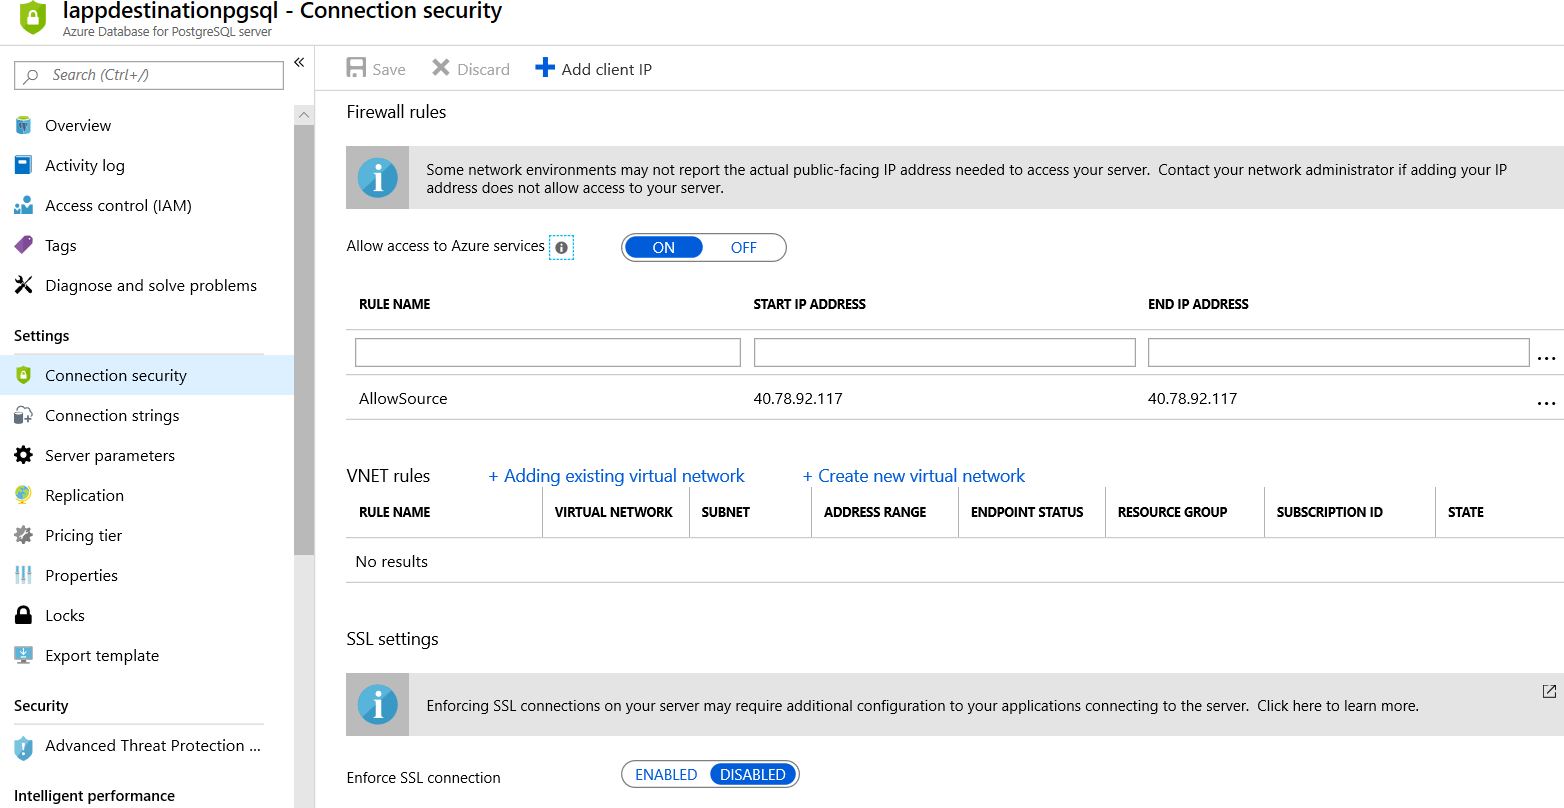 lappdestinationpgsql - Connection security
Azure Database for PostgreSQL server
Search (Ctrl+/)
«
Overview
Activity log
Access control (IAM)
Tags
Diagnose and solve problems
Settings
Connection security
Connection strings
Server parameters
Replication
Pricing tier
Properties
Locks
Export template
Security
Advanced Threat Protection ...
Intelligent performance
Save Discard Add client IP
Firewall rules
Some network environments may not report the actual public-facing IP address needed to access your server. Contact your network administrator if adding your IP
address does not allow access to your server.
Allow access to Azure services ON OFF
RULE NAME START IP ADDRESS END IP ADDRESS
...
AllowSource 40.78.92.117 40.78.92.117 ...
VNET rules + Adding existing virtual network + Create new virtual network
RULE NAME VIRTUAL NETWORK SUBNET ADDRESS RANGE ENDPOINT STATUS RESOURCE GROUP SUBSCRIPTION ID STATE
No results
SSL settings
Enforcing SSL connections on your server may require additional configuration to your applications connecting to the server. Click here to learn more.
Enforce SSL connection ENABLED DISABLED